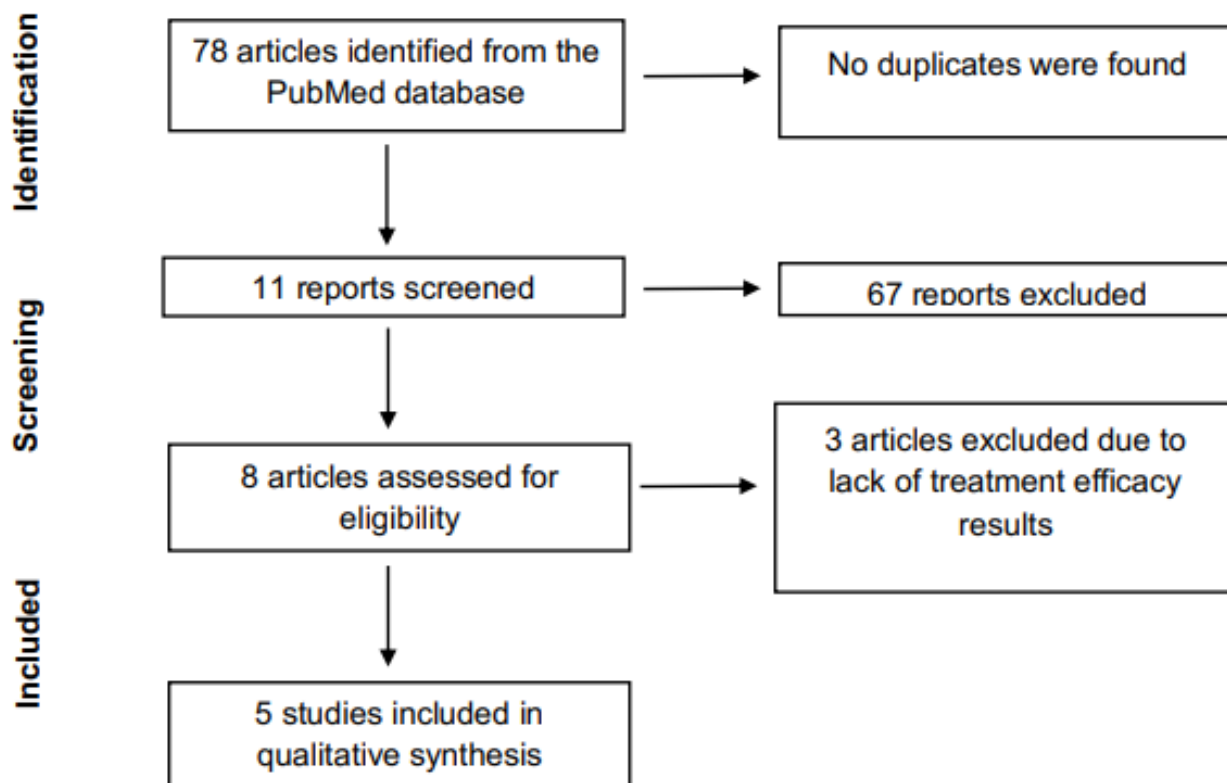 Identification
78 articles identified from the
PubMed database
No duplicates were found
Screening
11 reports screened
67 reports excluded
8 articles assessed for
eligibility
3 articles excluded due to
lack of treatment efficacy
results
Included
5 studies included in
qualitative synthesis